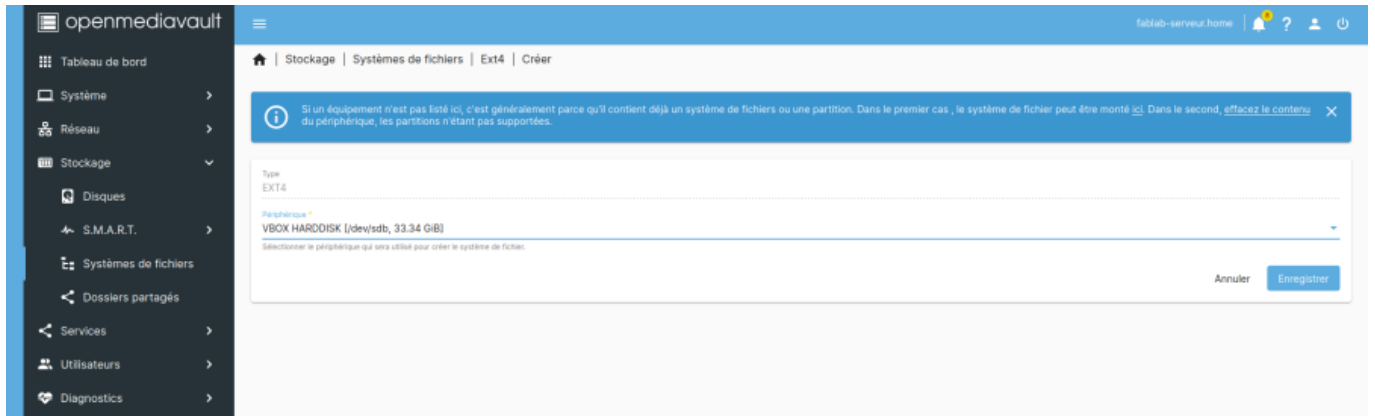 openmediavault
fablab-serveur.home
Tableau de bord
Système
Réseau
Stockage
Disques
S.M.A.R.T.
Systèmes de fichiers
Dossiers partagés
Services
Utilisateurs
Diagnostics
| Stockage | Systèmes de fichiers | Ext4 | Créer
Si un équipement n'est pas listé ici, c'est généralement parce qu'il contient déjà un système de fichiers ou une partition. Dans le premier cas , le système de fichier peut être monté ici. Dans le second, effacez le contenu
du périphérique, les partitions n'étant pas supportées.
Type
EXT4
Périphérique *
VBOX HARDDISK [/dev/sdb, 33.34 GiB]
Sélectionner le périphérique qui sera utilisé pour créer le système de fichier.
Annuler
Enregistrer